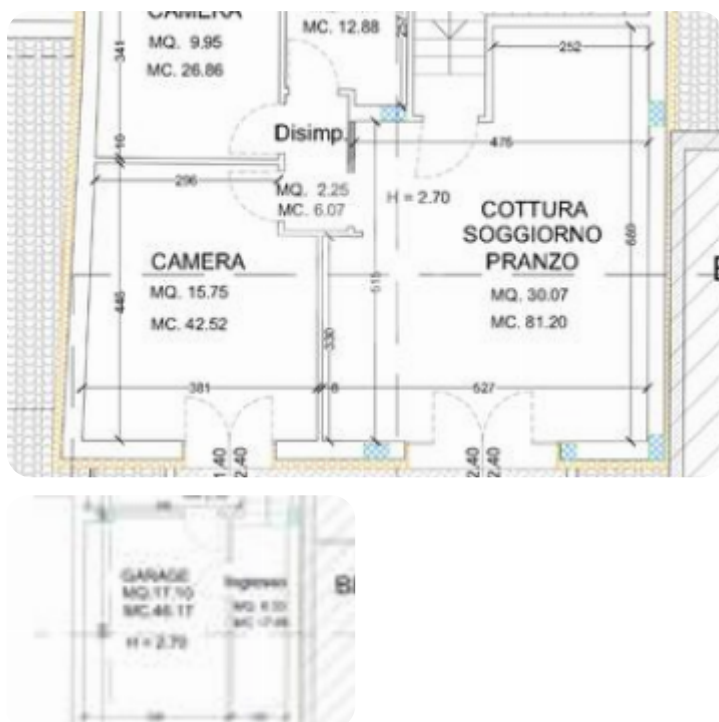 CAMERA
MQ. 9.95
MC. 26.86
MC. 12.88
257
341
10
252
Disimp.
476
296
MQ. 2.25
MC. 6.07
H = 2.70
COTTURA
SOGGIORNO
PRANZO
MQ. 30.07
MC. 81.20
CAMERA
MQ. 15.75
MC. 42.52
446
515
330
381
8
527
1.40
2.40
2.40
2.40
GARAGE
MQ.17.10
MC.46.17
H = 2.70
Ingresso